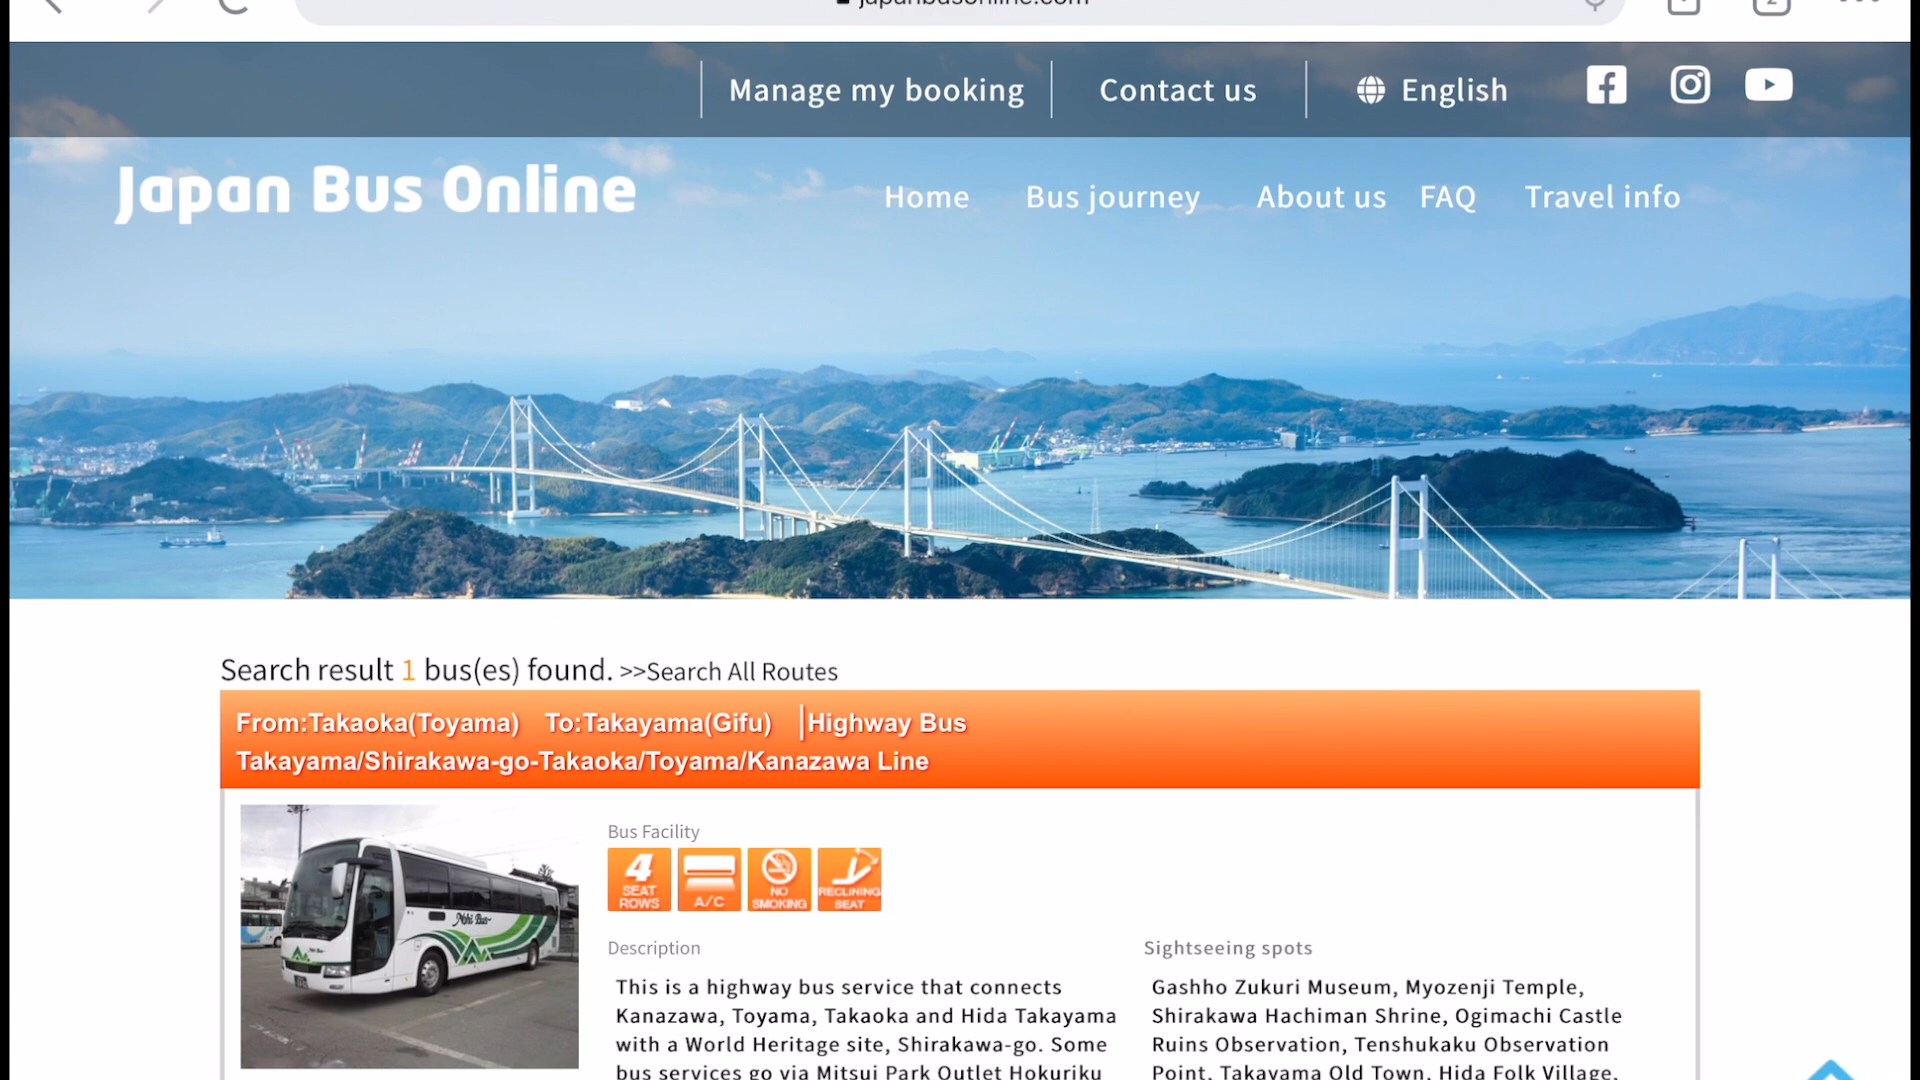 japanbusonline.com
2
Manage my booking
Contact us
English
Japan Bus Online
Home
Bus journey
About us
FAQ
Travel info
Search result 1 bus(es) found. >>Search All Routes
From:Takaoka(Toyama) To:Takayama(Gifu) |Highway Bus
Takayama/Shirakawa-go-Takaoka/Toyama/Kanazawa Line
Nohi Bus
Bus Facility
4 SEAT ROWS
A/C
NO SMOKING
RECLINING SEAT
Description
This is a highway bus service that connects
Kanazawa, Toyama, Takaoka and Hida Takayama
with a World Heritage site, Shirakawa-go. Some
bus services go via Mitsui Park Outlet Hokuriku
Sightseeing spots
Gashho Zukuri Museum, Myozenji Temple,
Shirakawa Hachiman Shrine, Ogimachi Castle
Ruins Observation, Tenshukaku Observation
Point, Takayama Old Town, Hida Folk Village,